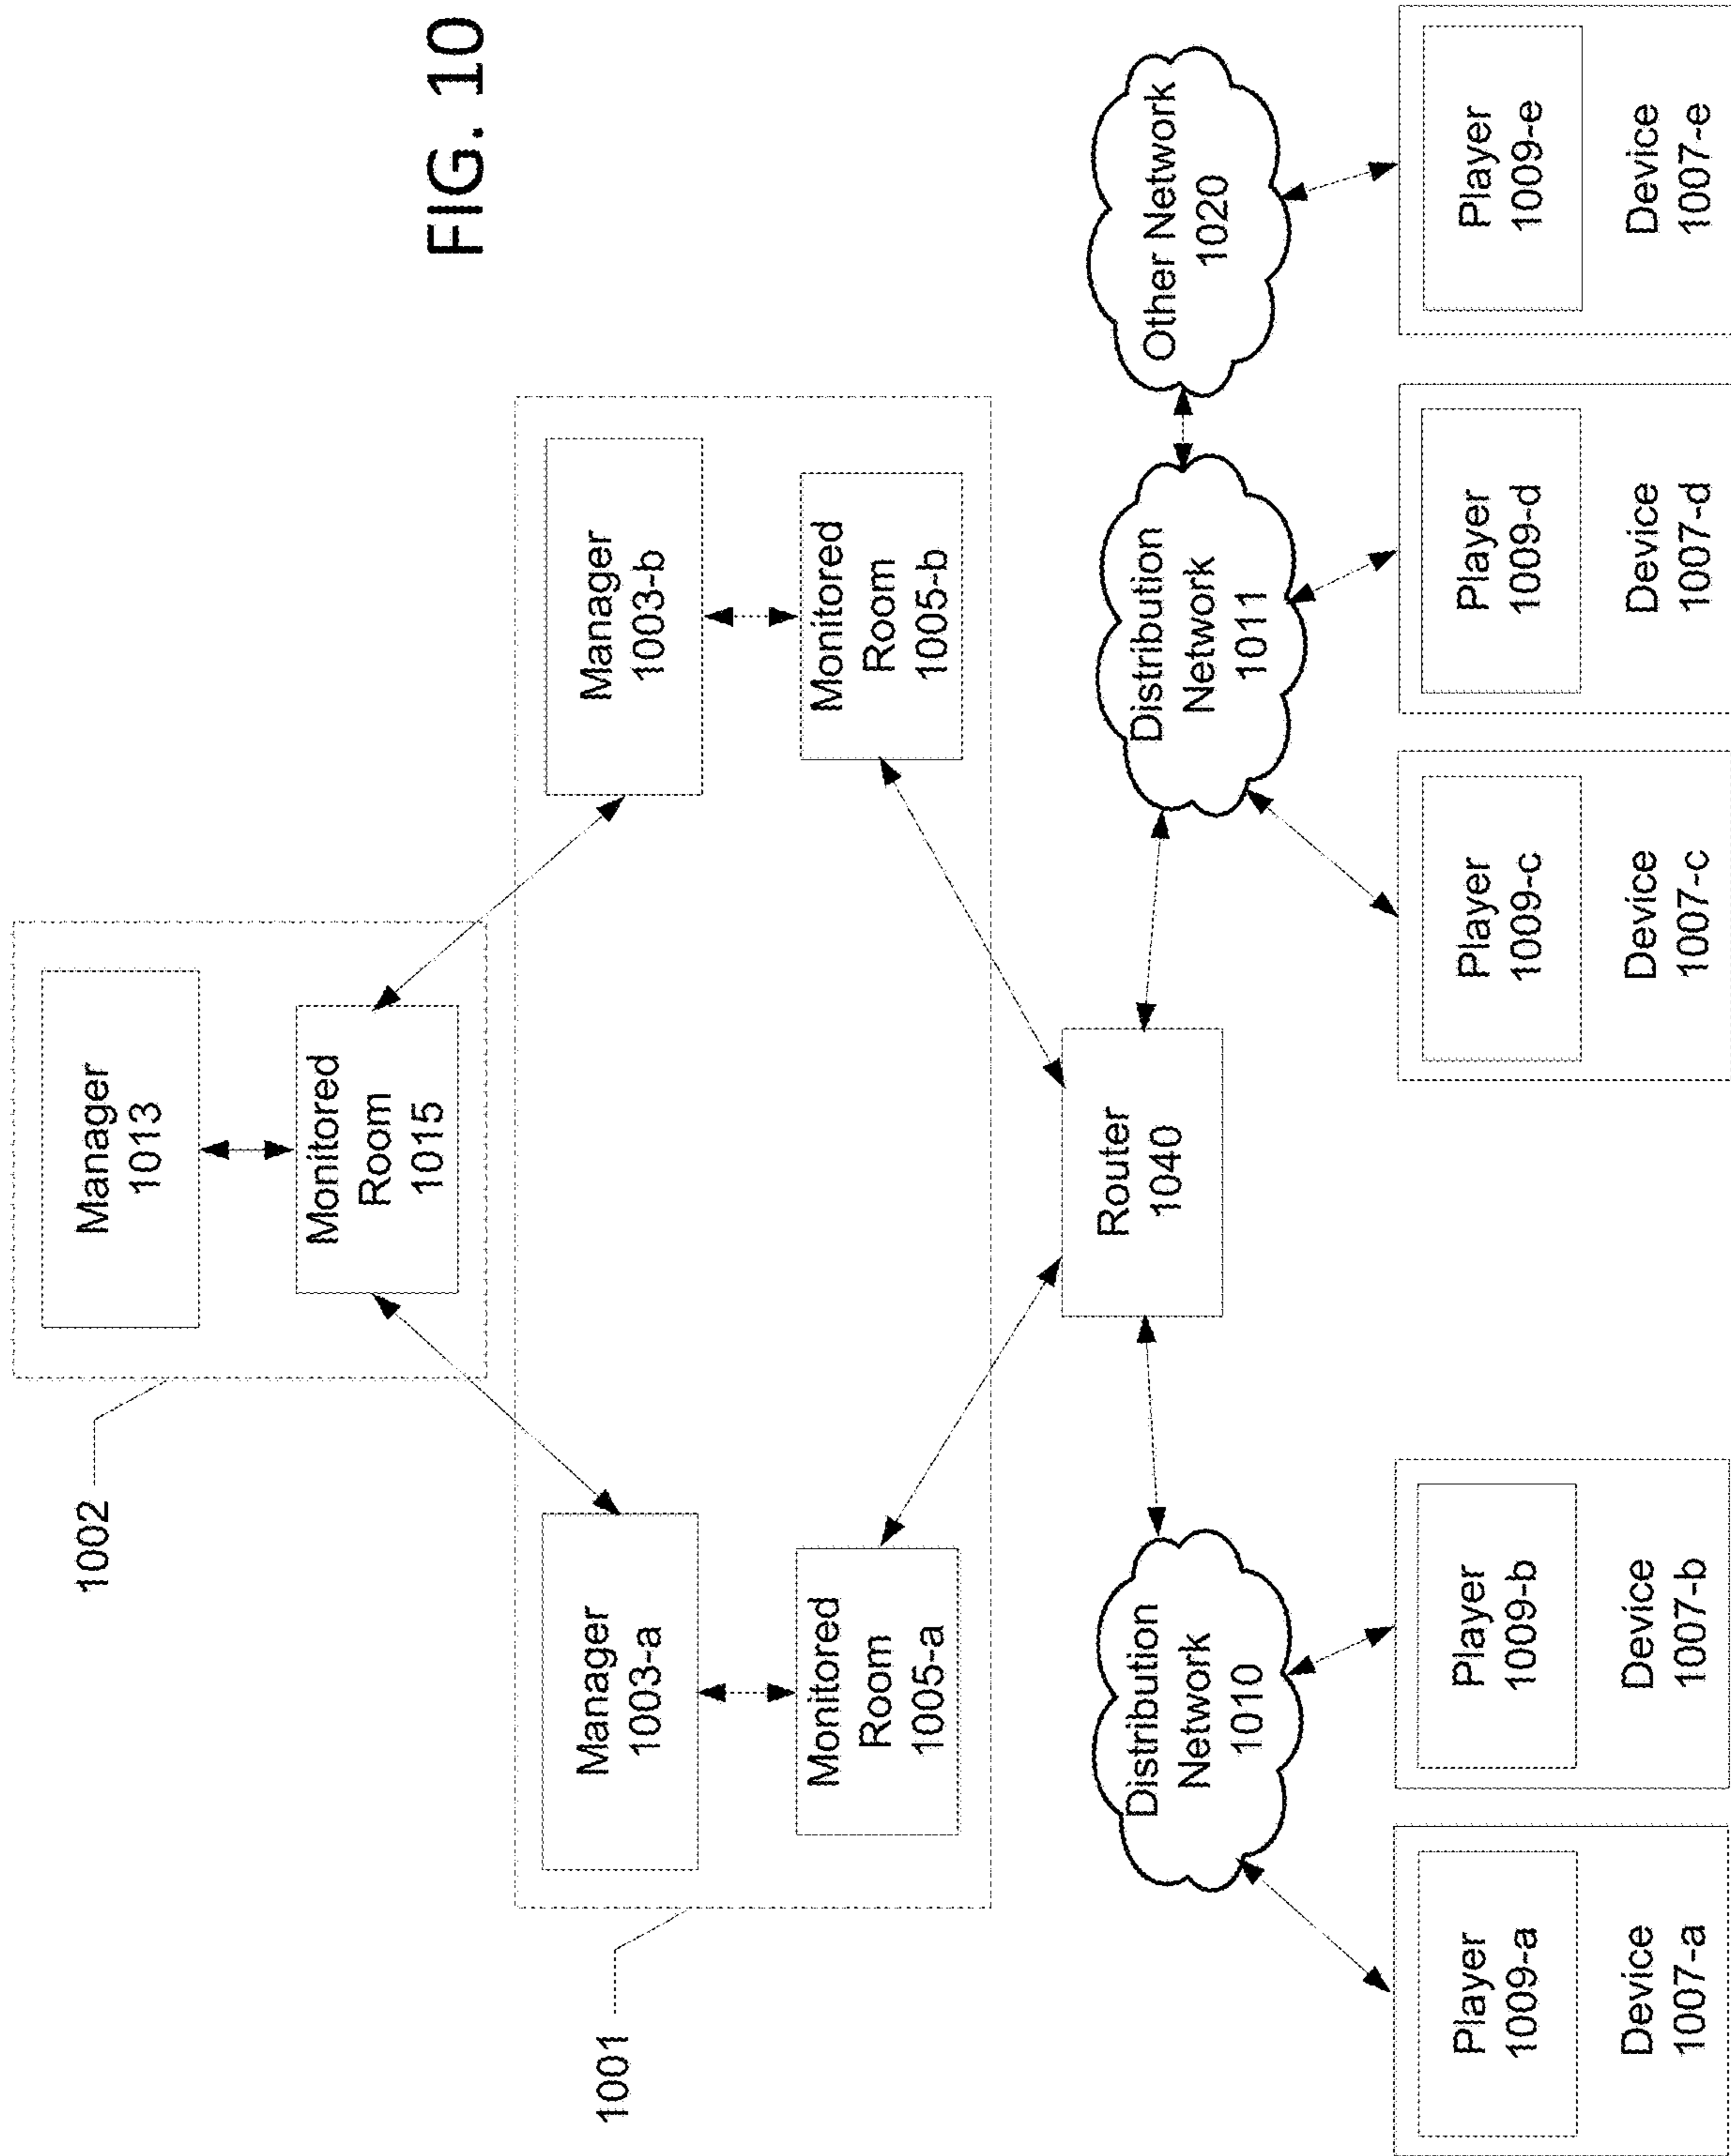 FIG. 10
1002
Manager
1013
Monitored
Room
1015
1001
Manager
1003-a
Monitored
Room
1005-a
Manager
1003-b
Monitored
Room
1005-b
Router
1040
Distribution
Network
1010
Distribution
Network
1011
Other Network
1020
Player
1009-a
Device
1007-a
Player
1009-b
Device
1007-b
Player
1009-c
Device
1007-c
Player
1009-d
Device
1007-d
Player
1009-e
Device
1007-e